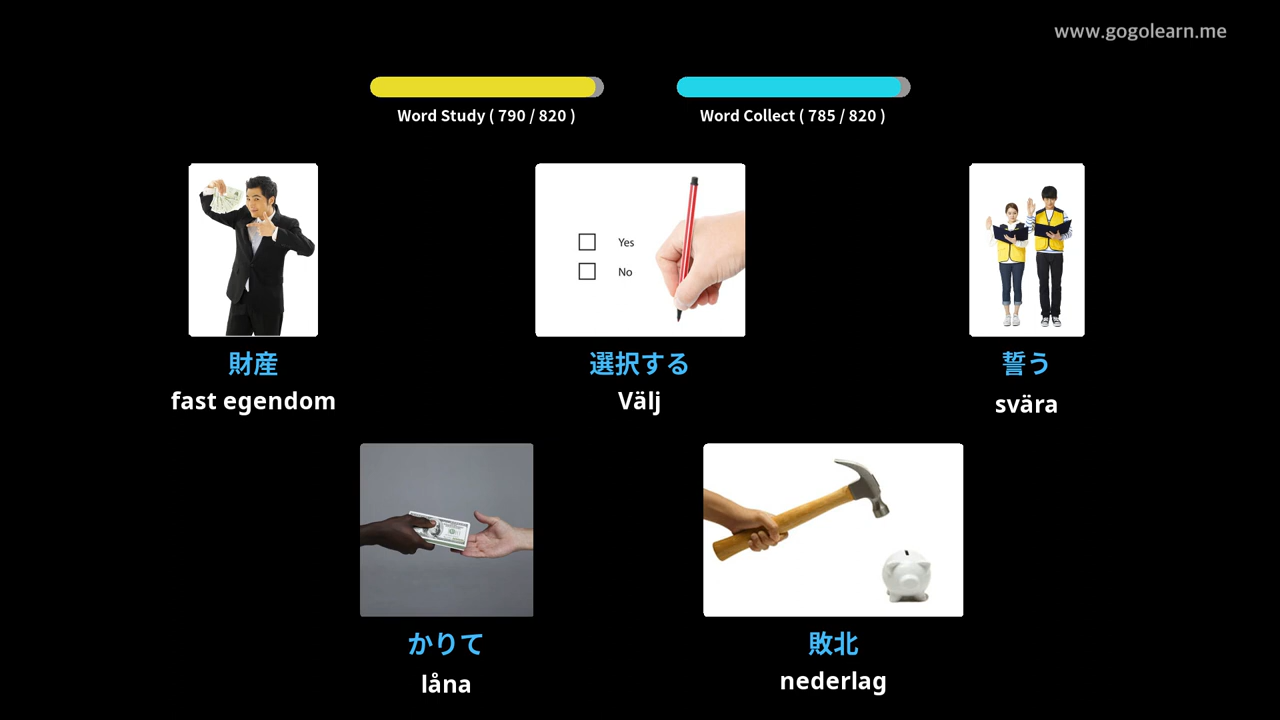 www.gogolearn.me
Word Study ( 790 / 820 )
Word Collect ( 785 / 820 )
Yes
No
財産
fast egendom
選択する
Välj
誓う
svära
かりて
låna
敗北
nederlag